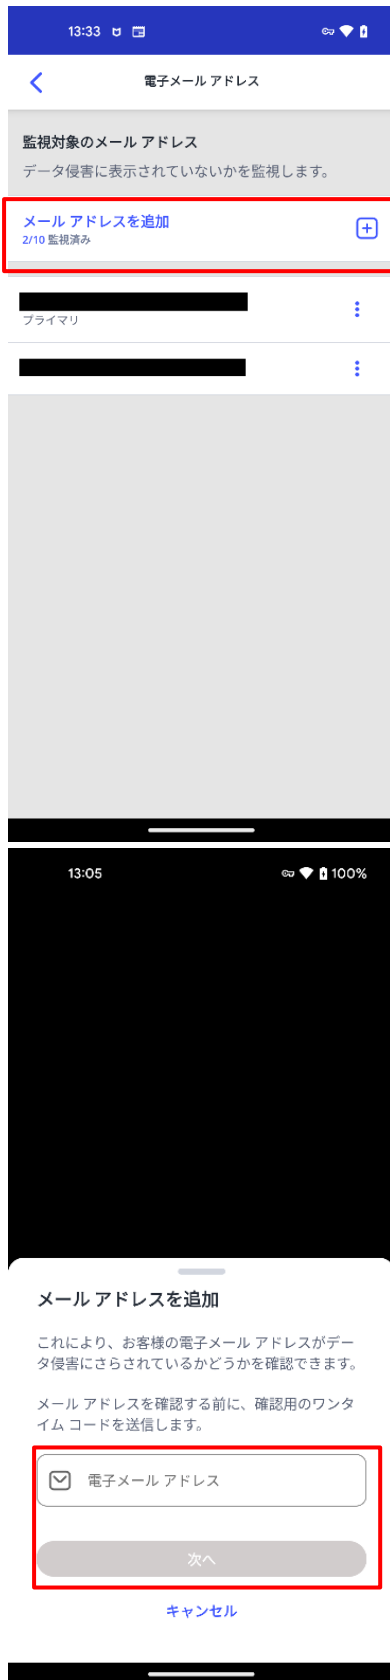 13:33
電子メール アドレス
監視対象のメール アドレス
データ侵害に表示されていないかを監視します。
メール アドレスを追加
2/10 監視済み
プライマリ
13:05
100%
メール アドレスを追加
これにより、お客様の電子メール アドレスがデー
タ侵害にさらされているかどうかを確認できます。
メール アドレスを確認する前に、確認用のワンタ
イム コードを送信します。
電子メール アドレス
次へ
キャンセル